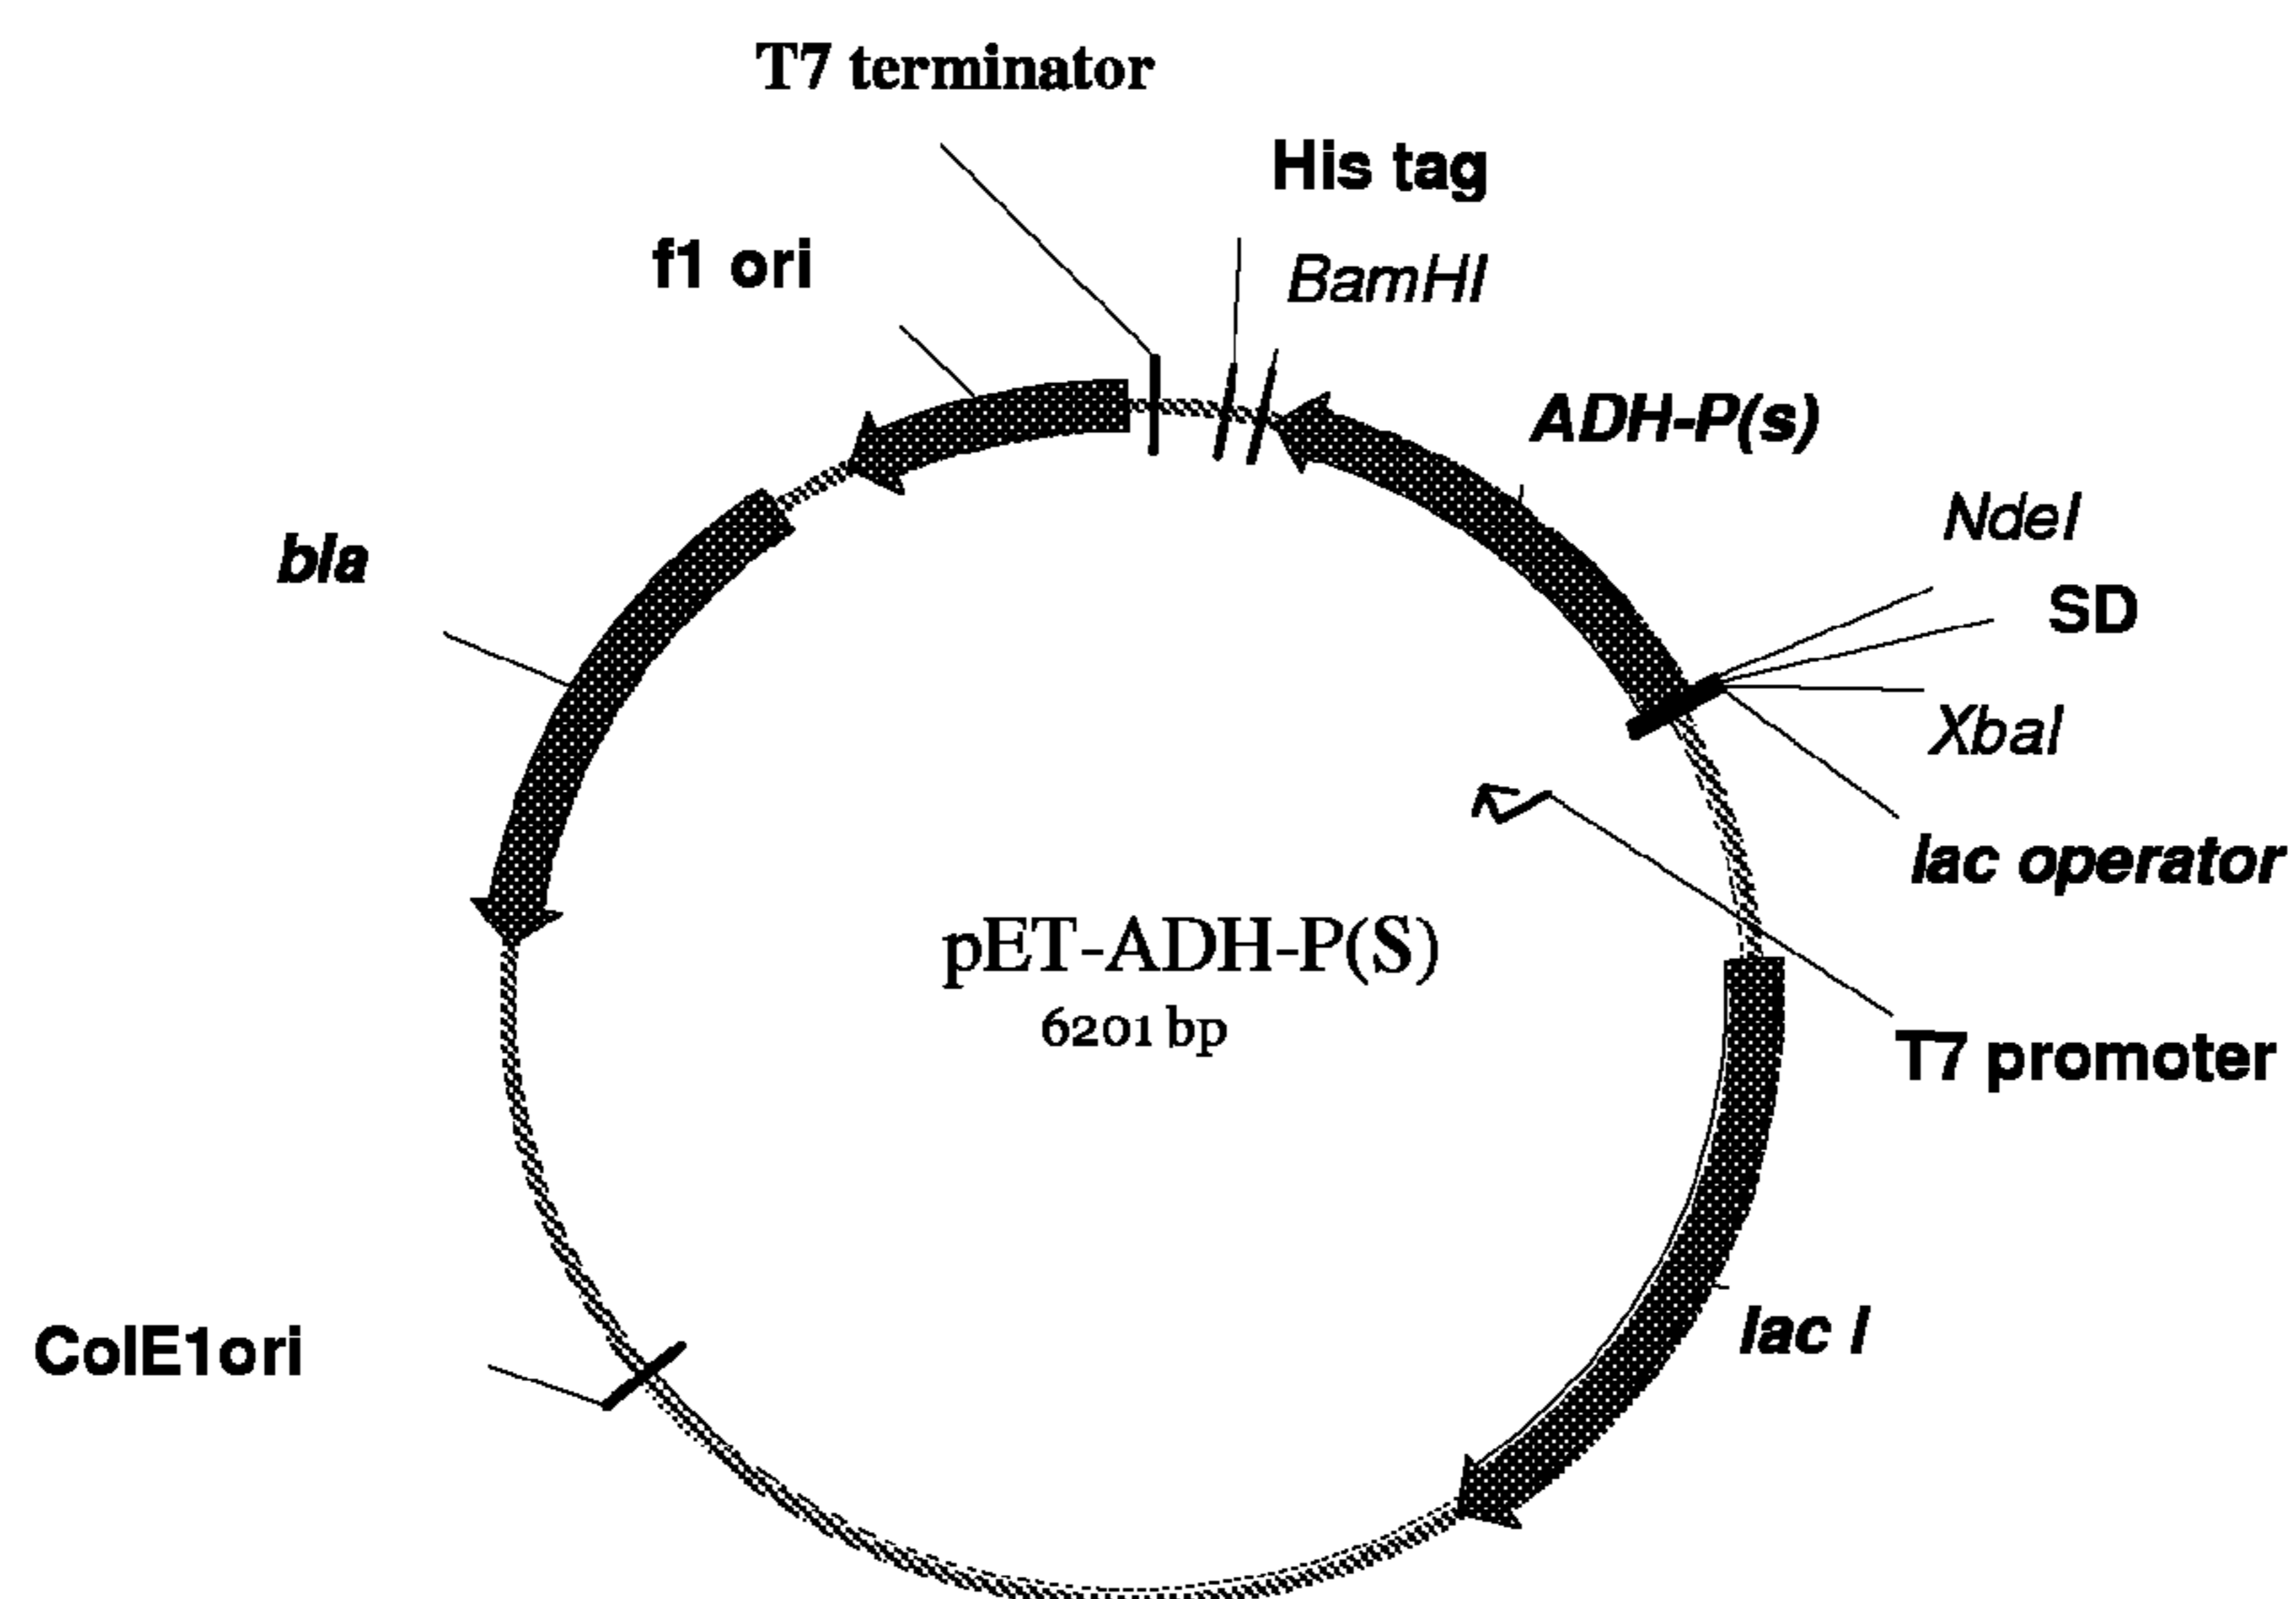 T7 terminator
His tag
f1 ori
BamHI
ADH-P(s)
NdeI
bla
SD
XbaI
lac operator
pET-ADH-P(S)
6201 bp
T7 promoter
lac I
ColE1ori